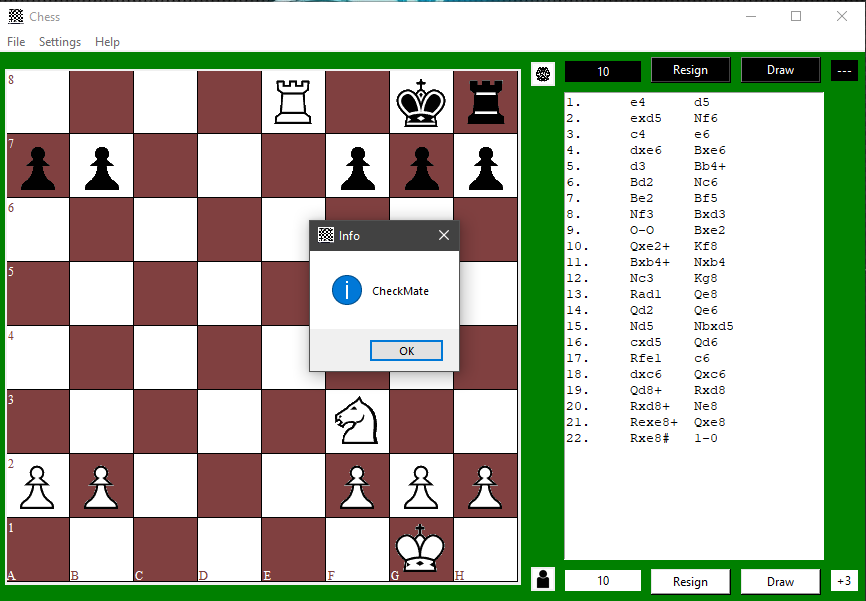 Chess
File Settings Help
8
7
6
5
4
3
2
1
A B C D E F G H
Info
CheckMate
OK
10 Resign Draw ---
1. e4 d5
2. exd5 Nf6
3. c4 e6
4. dxe6 Bxe6
5. d3 Bb4+
6. Bd2 Nc6
7. Be2 Bf5
8. Nf3 Bxd3
9. O-O Bxe2
10. Qxe2+ Kf8
11. Bxb4+ Nxb4
12. Nc3 Kg8
13. Rad1 Qe8
14. Qd2 Qe6
15. Nd5 Nbxd5
16. cxd5 Qd6
17. Rfe1 c6
18. dxc6 Qxc6
19. Qd8+ Rxd8
20. Rxd8+ Ne8
21. Rexe8+ Qxe8
22. Rxe8# 1-0
10 Resign Draw +3